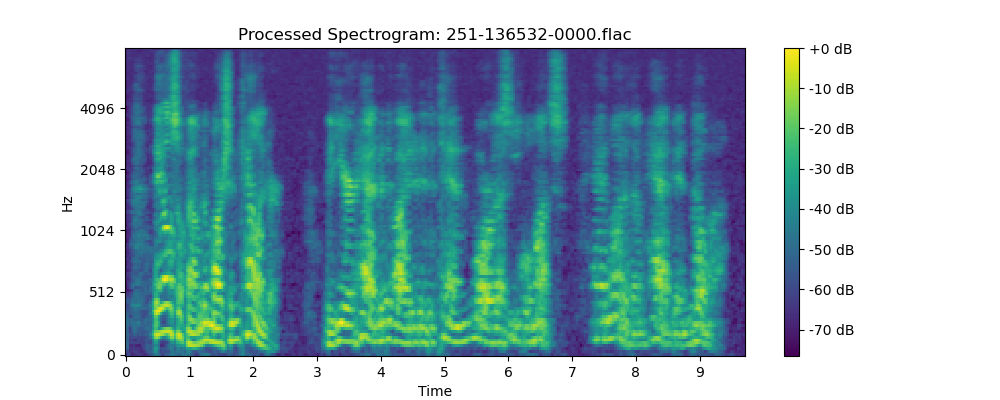 Processed Spectrogram: 251-136532-0000.flac
Hz
4096
2048
1024
512
0
0 1 2 3 4 5 6 7 8 9
Time
+0 dB
-10 dB
-20 dB
-30 dB
-40 dB
-50 dB
-60 dB
-70 dB